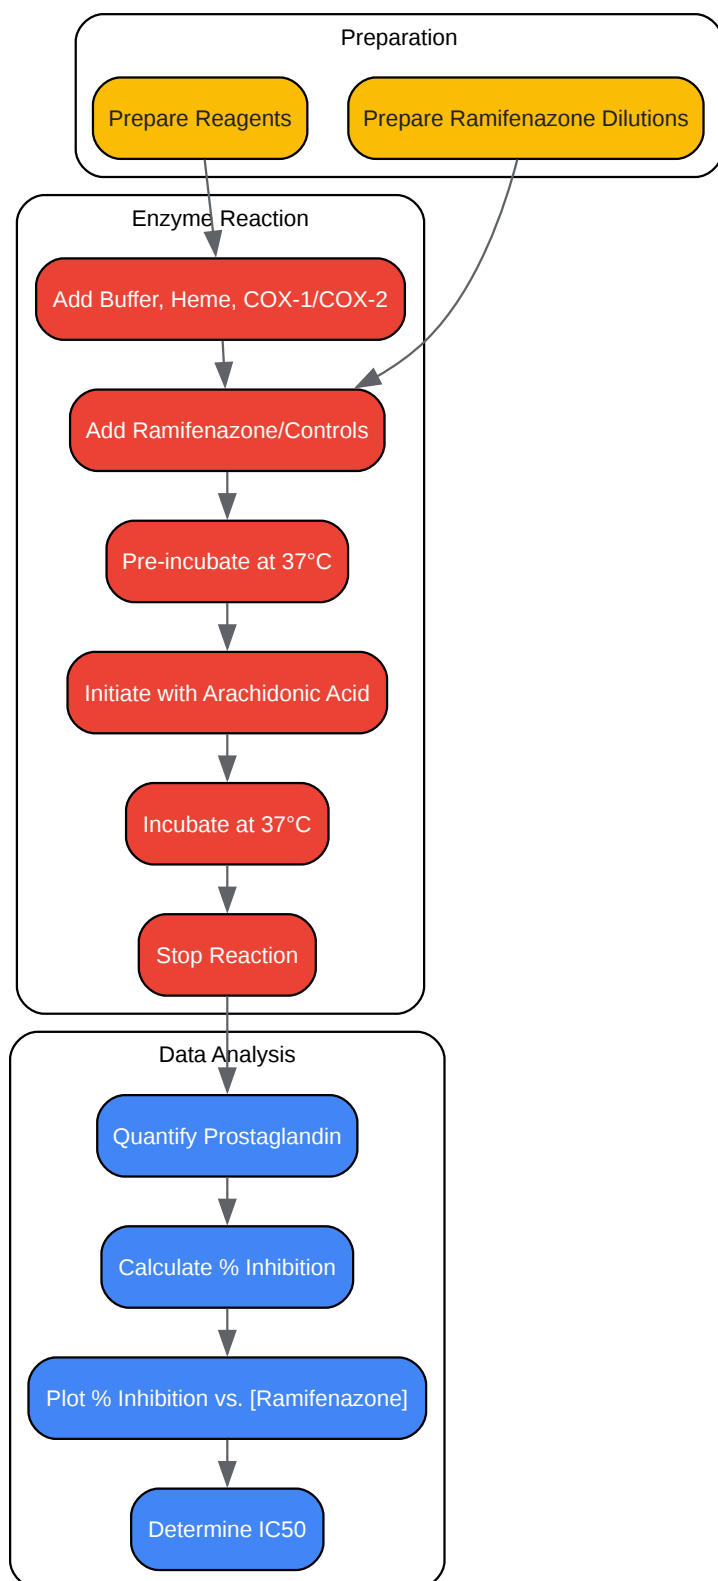 Preparation
Prepare Reagents
Prepare Ramifenazone Dilutions
Enzyme Reaction
Add Buffer, Heme, COX-1/COX-2
Add Ramifenazone/Controls
Pre-incubate at 37°C
Initiate with Arachidonic Acid
Incubate at 37°C
Stop Reaction
Data Analysis
Quantify Prostaglandin
Calculate % Inhibition
Plot % Inhibition vs. [Ramifenazone]
Determine IC50